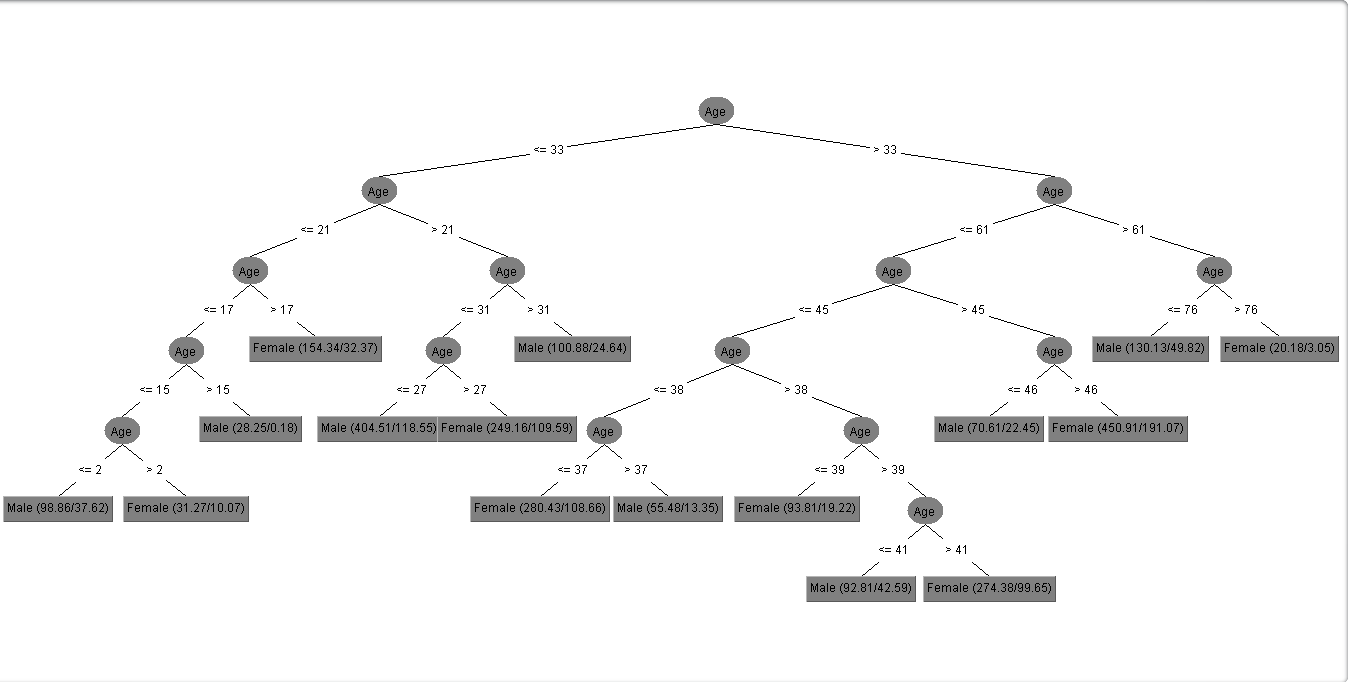 Age
<= 33
> 33
Age
Age
<= 21
> 21
<= 61
> 61
Age
Age
Age
Age
<= 17
> 17
<= 31
> 31
<= 45
> 45
<= 76
> 76
Age
Female (154.34/32.37)
Age
Male (100.88/24.64)
Age
Age
Male (130.13/49.82)
Female (20.18/3.05)
<= 15
> 15
<= 27
> 27
<= 38
> 38
<= 46
> 46
Age
Male (28.25/0.18)
Male (404.51/118.55)
Female (249.16/109.59)
Age
Age
Male (70.61/22.45)
Female (450.91/191.07)
<= 2
> 2
<= 37
> 37
<= 39
> 39
Male (98.86/37.62)
Female (31.27/10.07)
Female (280.43/108.66)
Male (55.48/13.35)
Female (93.81/19.22)
Age
<= 41
> 41
Male (92.81/42.59)
Female (274.38/99.65)